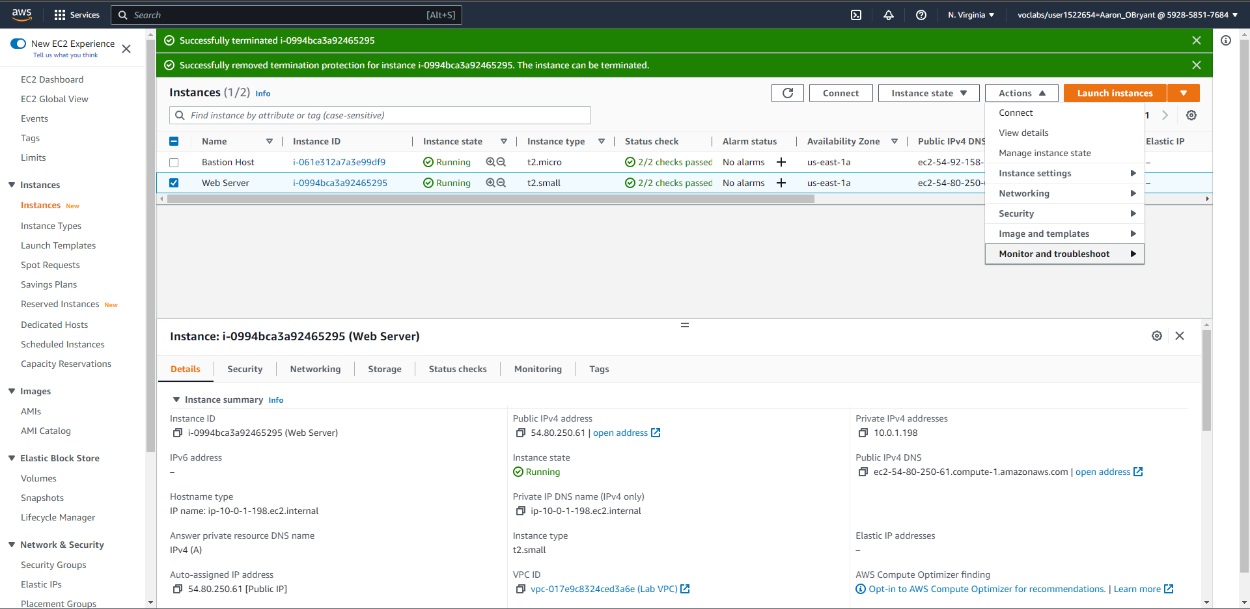 aws Services Search [Alt+S] N. Virginia voclabs/user1522654=Aaron_OBryant @ 5928-5851-7684
New EC2 Experience
Tell us what you think
EC2 Dashboard
EC2 Global View
Events
Tags
Limits
Instances
Instances New
Instance Types
Launch Templates
Spot Requests
Savings Plans
Reserved Instances New
Dedicated Hosts
Scheduled Instances
Capacity Reservations
Images
AMIs
AMI Catalog
Elastic Block Store
Volumes
Snapshots
Lifecycle Manager
Network & Security
Security Groups
Elastic IPs
Placement Groups
Successfully terminated i-0994bca3a92465295
Successfully removed termination protection for instance i-0994bca3a92465295. The instance can be terminated.
Instances (1/2) Info Connect Instance state Actions Launch instances
Find instance by attribute or tag (case-sensitive) 1
Name Instance ID Instance state Instance type Status check Alarm status Availability Zone Public IPv4 DNS Elastic IP
Bastion Host i-061e312a7a3e99df9 Running t2.micro 2/2 checks passed No alarms us-east-1a ec2-54-92-158- –
Web Server i-0994bca3a92465295 Running t2.small 2/2 checks passed No alarms us-east-1a ec2-54-80-250- –
Connect
View details
Manage instance state
Instance settings
Networking
Security
Image and templates
Monitor and troubleshoot
Instance: i-0994bca3a92465295 (Web Server)
Details Security Networking Storage Status checks Monitoring Tags
Instance summary Info
Instance ID Public IPv4 address Private IPv4 addresses
i-0994bca3a92465295 (Web Server) 54.80.250.61 | open address 10.0.1.198
IPv6 address Instance state Public IPv4 DNS
– Running ec2-54-80-250-61.compute-1.amazonaws.com | open address
Hostname type Private IP DNS name (IPv4 only)
IP name: ip-10-0-1-198.ec2.internal ip-10-0-1-198.ec2.internal
Answer private resource DNS name Instance type Elastic IP addresses
IPv4 (A) t2.small –
Auto-assigned IP address VPC ID AWS Compute Optimizer finding
54.80.250.61 [Public IP] vpc-017e9c8324ced3a6e (Lab VPC) Opt-in to AWS Compute Optimizer for recommendations. | Learn more